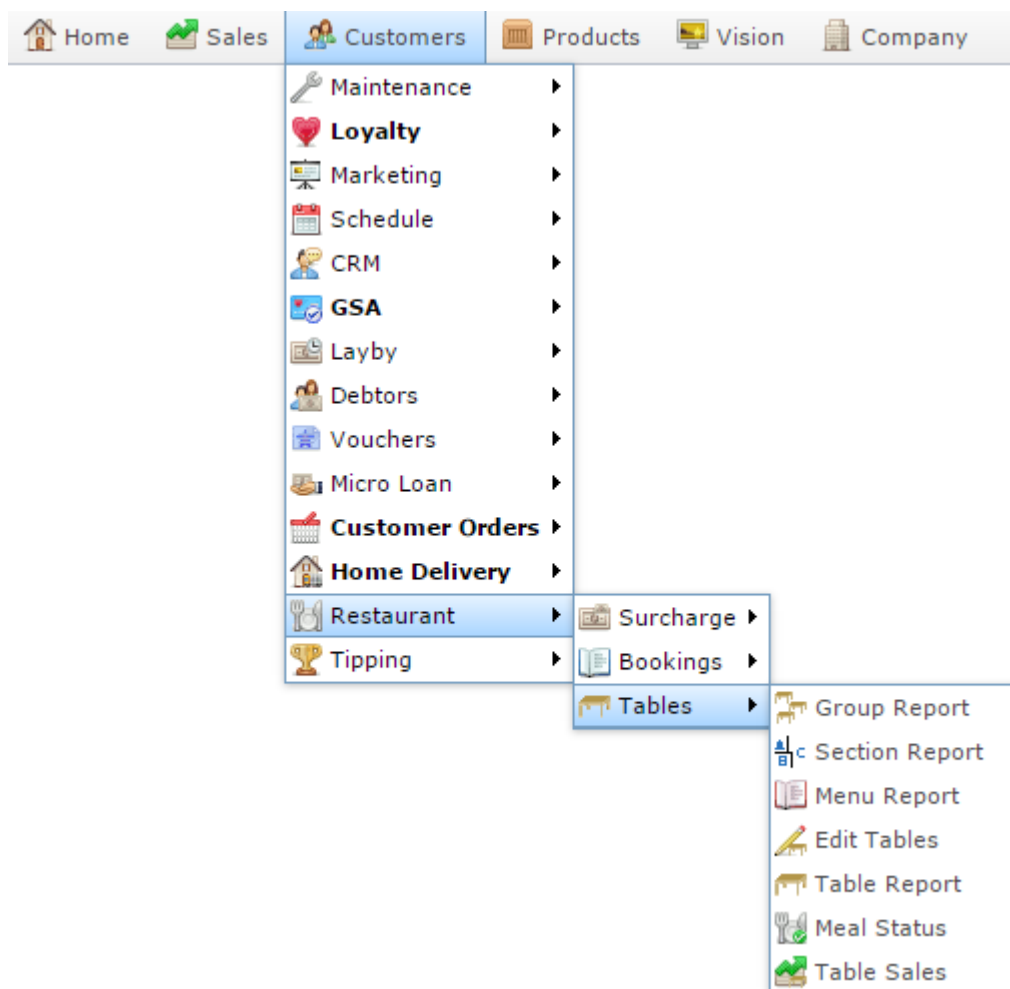 Home Sales Customers Products Vision Company
Maintenance
Loyalty
Marketing
Schedule
CRM
GSA
Layby
Debtors
Vouchers
Micro Loan
Customer Orders
Home Delivery
Restaurant
Tipping
Surcharge
Bookings
Tables
Group Report
Section Report
Menu Report
Edit Tables
Table Report
Meal Status
Table Sales